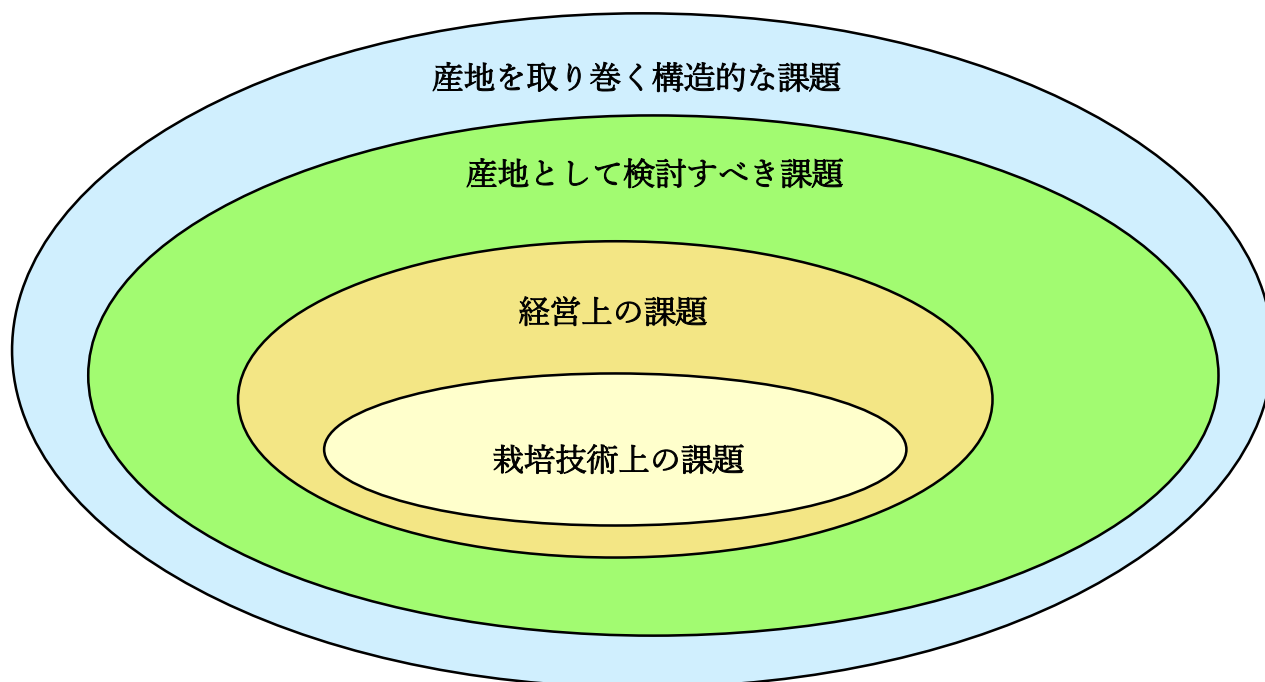 産地を取り巻く構造的な課題
産地として検討すべき課題
経営上の課題
栽培技術上の課題